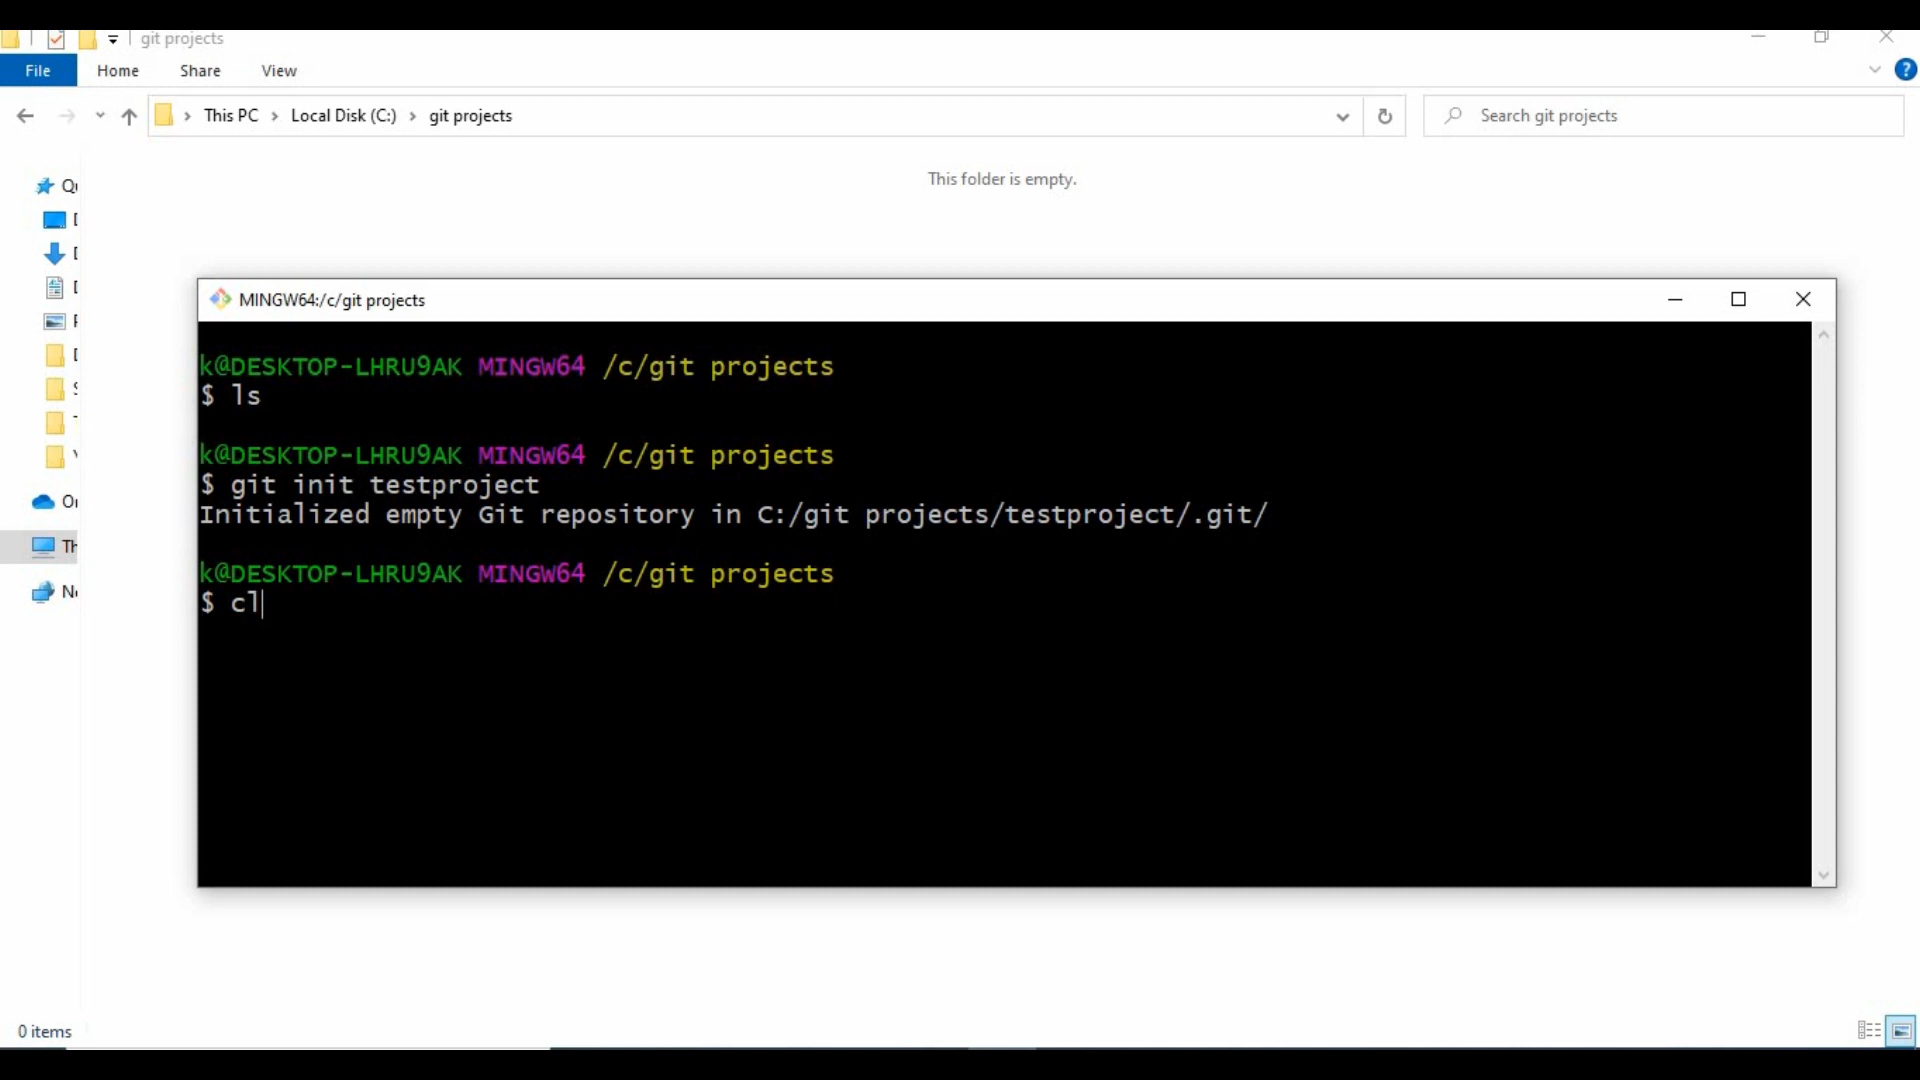 git projects
File Home Share View
This PC > Local Disk (C:) > git projects
Search git projects
This folder is empty.
MINGW64:/c/git projects
k@DESKTOP-LHRU9AK MINGW64 /c/git projects
$ ls
k@DESKTOP-LHRU9AK MINGW64 /c/git projects
$ git init testproject
Initialized empty Git repository in C:/git projects/testproject/.git/
k@DESKTOP-LHRU9AK MINGW64 /c/git projects
$ cl
0 items